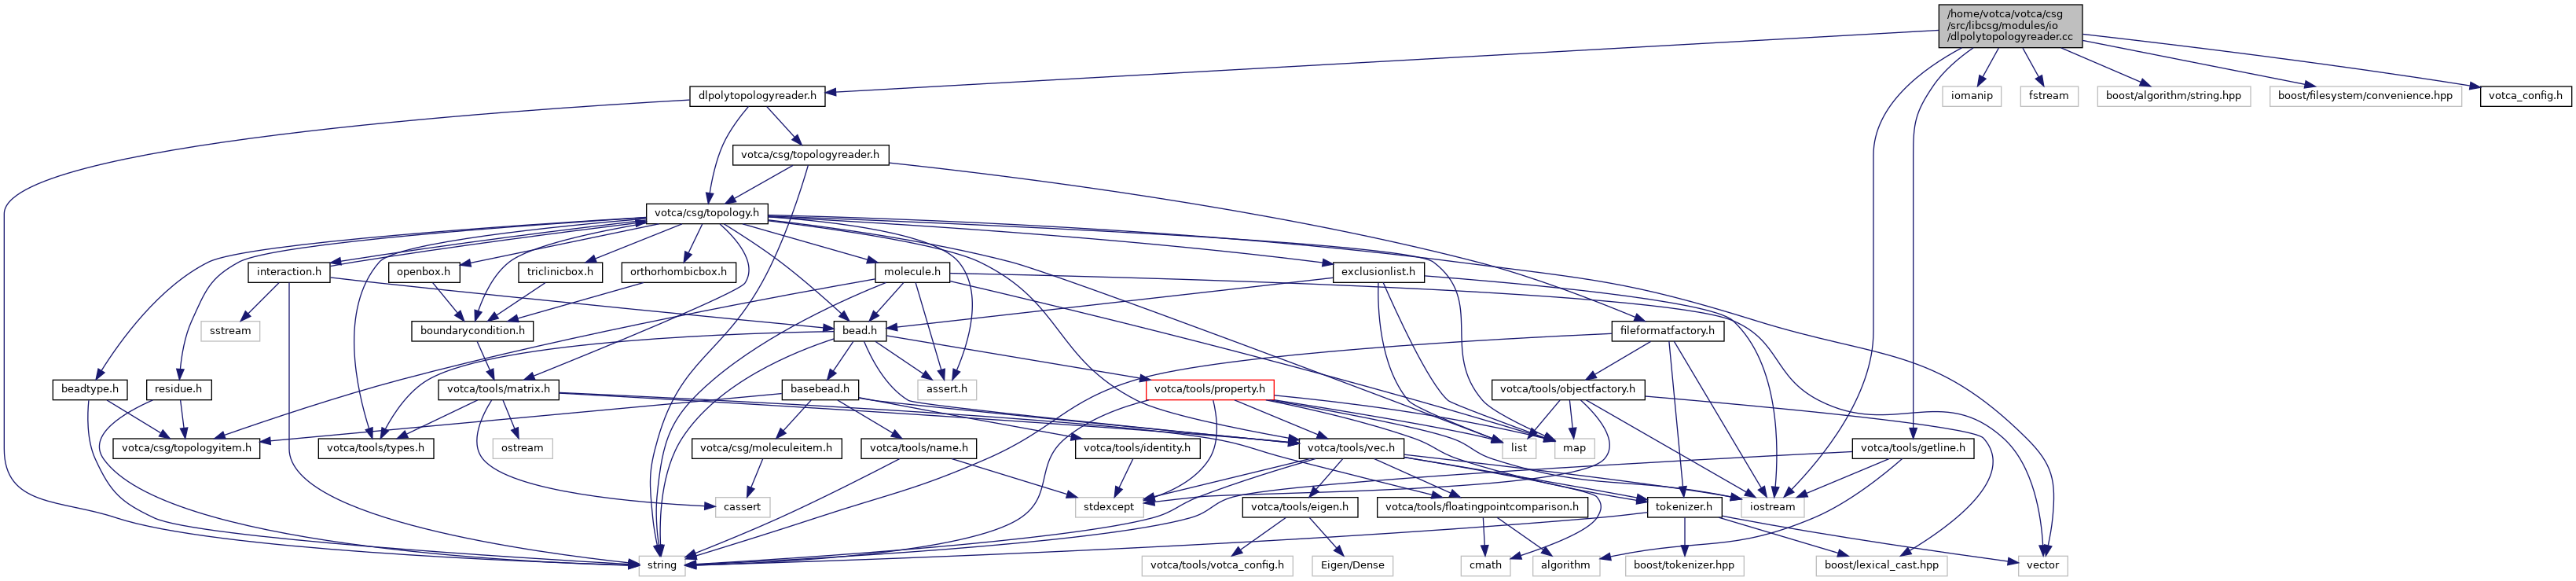 /home/votca/votca/csg
/src/libcsg/modules/io
/dlpolytopologyreader.cc
dlpolytopologyreader.h
iomanip
fstream
boost/algorithm/string.hpp
boost/filesystem/convenience.hpp
votca_config.h
votca/csg/topologyreader.h
votca/csg/topology.h
interaction.h
openbox.h
triclinicbox.h
orthorhombicbox.h
molecule.h
exclusionlist.h
sstream
boundarycondition.h
bead.h
fileformatfactory.h
beadtype.h
residue.h
votca/tools/matrix.h
basebead.h
assert.h
votca/tools/property.h
votca/tools/objectfactory.h
votca/csg/topologyitem.h
votca/tools/types.h
ostream
votca/csg/moleculeitem.h
votca/tools/name.h
votca/tools/identity.h
votca/tools/vec.h
list
map
votca/tools/getline.h
cassert
stdexcept
votca/tools/eigen.h
votca/tools/floatingpointcomparison.h
tokenizer.h
iostream
string
votca/tools/votca_config.h
Eigen/Dense
cmath
algorithm
boost/tokenizer.hpp
boost/lexical_cast.hpp
vector